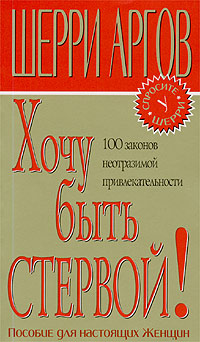 ШЕРРИ АРГОВ
СПРОСИТЕ
У
ШЕРРИ
Хочу
100 законов
неотразимой
привлекательности
быть
СТЕРВОЙ!
Пособие для настоящих Женщин